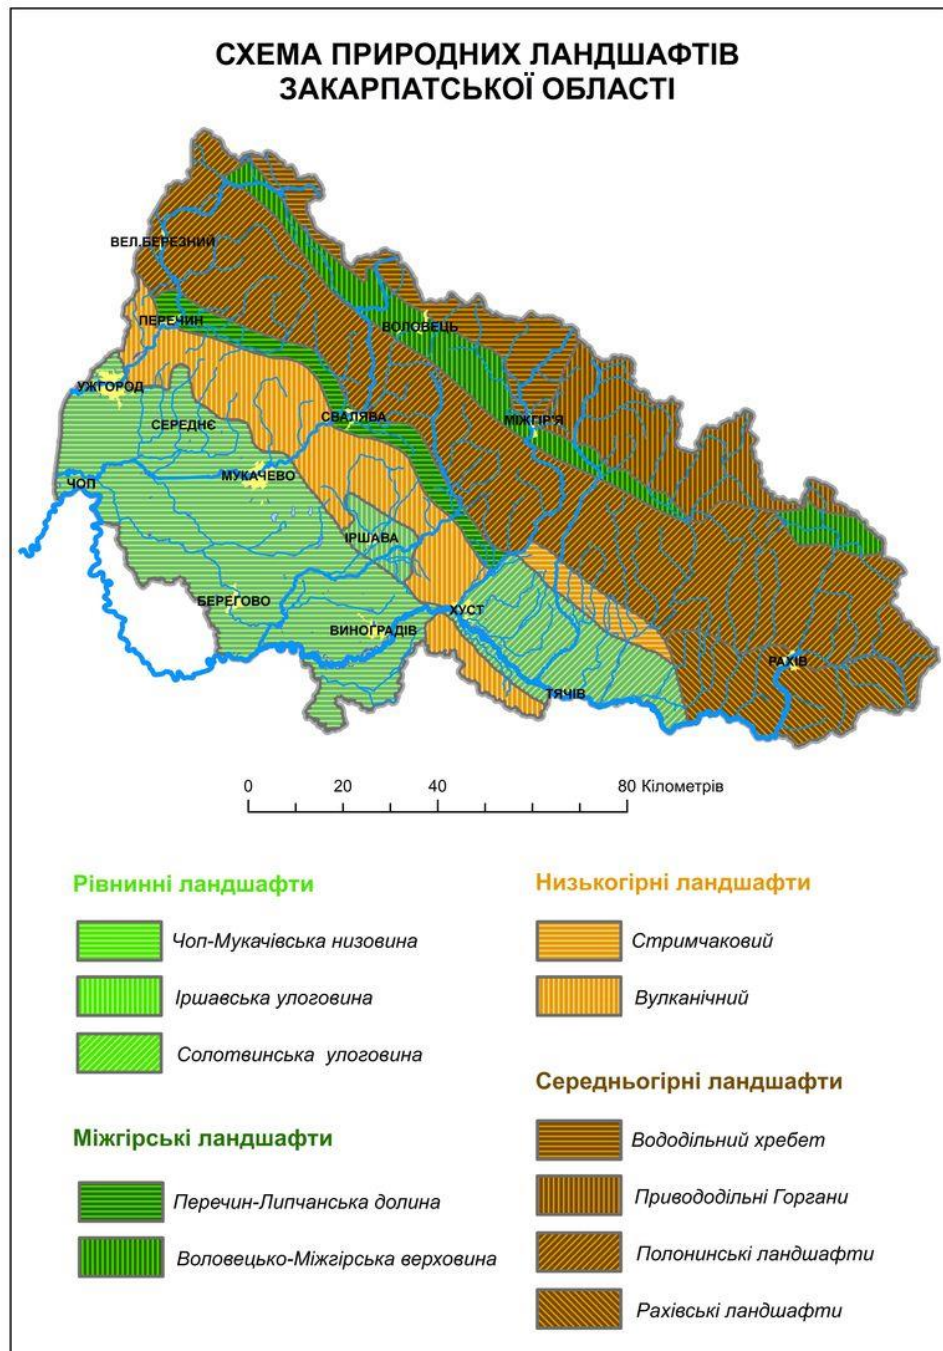 СХЕМА ПРИРОДНИХ ЛАНДШАФТІВ
ЗАКАРПАТСЬКОЇ ОБЛАСТІ
ВЕЛ.БЕРЕЗНИЙ
ПЕРЕЧИН
ВОЛОВЕЦЬ
УЖГОРОД
СВАЛЯВА
МІЖГІР'Я
СЕРЕДНЄ
МУКАЧЕВО
ЧОП
ІРШАВА
БЕРЕГОВО
ХУСТ
ВИНОГРАДІВ
РАХІВ
ТЯЧІВ
0 20 40 80 Кілометрів
Рівнинні ландшафти
Чоп-Мукачівська низовина
Іршавська улоговина
Солотвинська улоговина
Міжгірські ландшафти
Перечин-Липчанська долина
Воловецько-Міжгірська верховина
Низькогірні ландшафти
Стримчаковий
Вулканічний
Середньогірні ландшафти
Вододільний хребет
Привододільні Горгани
Полонинські ландшафти
Рахівські ландшафти